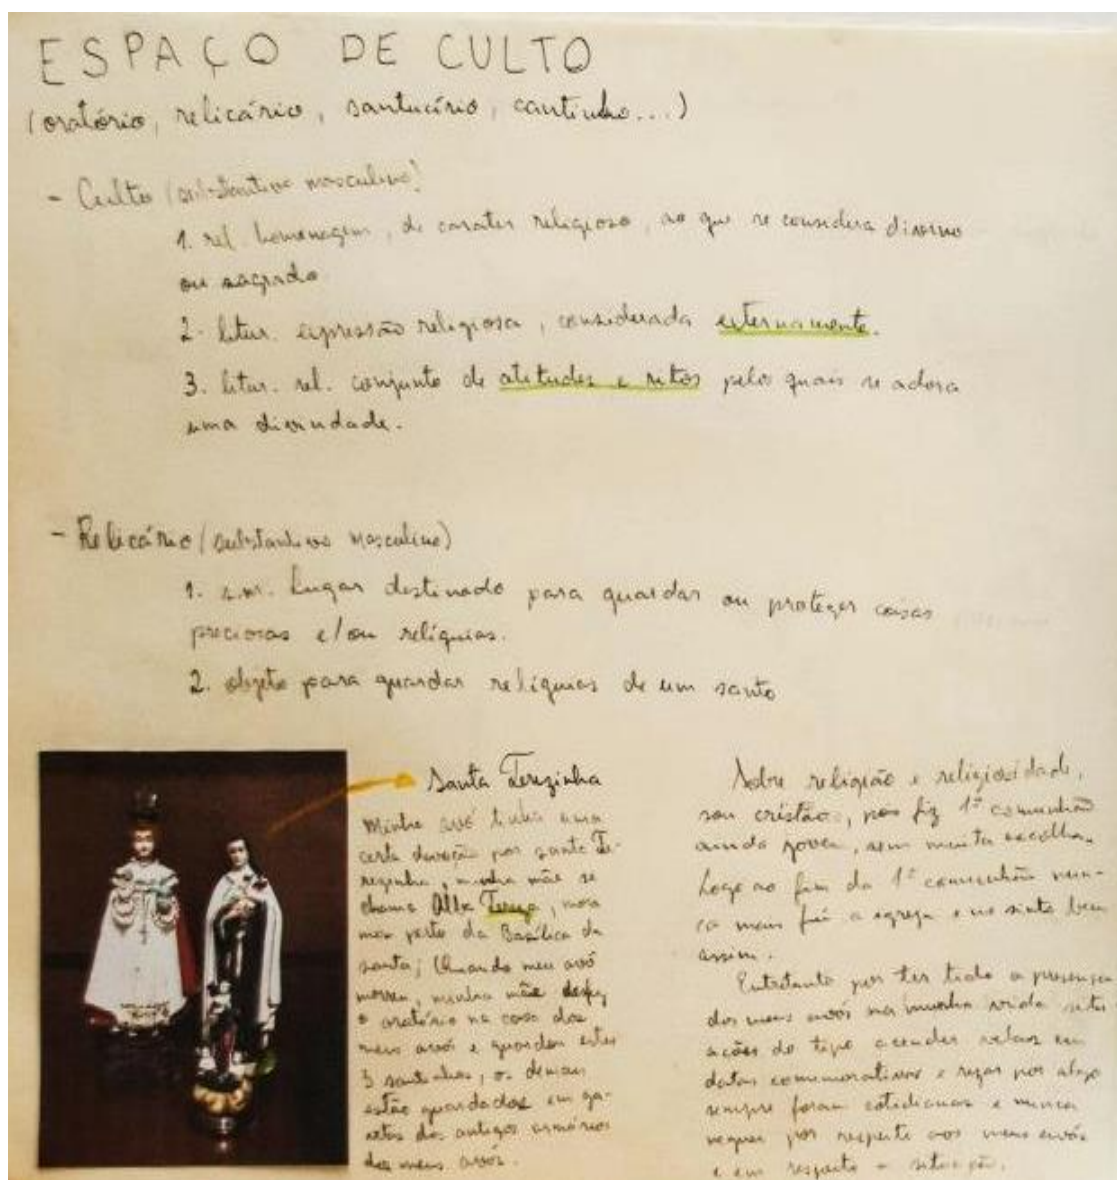 ESPAÇO DE CULTO
(oratório, relicário, santuário, cantinho...)
- Culto (substantivo masculino)
1. rel. homenagem, de carater religioso, ao que se considera divino
ou sagrado
2. litur. expressão religiosa, considerada externamente.
3. litur. rel. conjunto de atitudes e ritos pelos quais se adora
uma divindade.
- Relicário (substantivo masculino)
1. s.m. Lugar destinado para guardar ou proteger coisas
preciosas e/ou relíquias.
2. objeto para guardar relíquias de um santo
Santa Terezinha
Minha avó tinha uma
certa devoção por santa Te-
rezinha, minha mãe se
chama Alba Tereza,
perto da Basílica da
santa; Quando meu avô
morreu, minha mãe desfez
o oratório na casa dos
meus avós e guardou estes
3 santinhos, os demais
estão guardados em ga-
vetas dos antigos armários
dos meus avós.
Sobre religião e religiosidade,
sou cristão, pois fiz 1ª comunhão
ainda jovem, sem muita escolha.
Logo ao fim da 1ª comunhão nun-
ca mais fui a igreja e me sinto bem
assim.
Entretanto por ter tido a presença
dos meus avós na minha vida
ações do tipo acender velas em
datas comemorativas e rezar por algo
sempre foram cotidianas e nunca
neguei por respeito aos meus avós
e em respeito a situação.